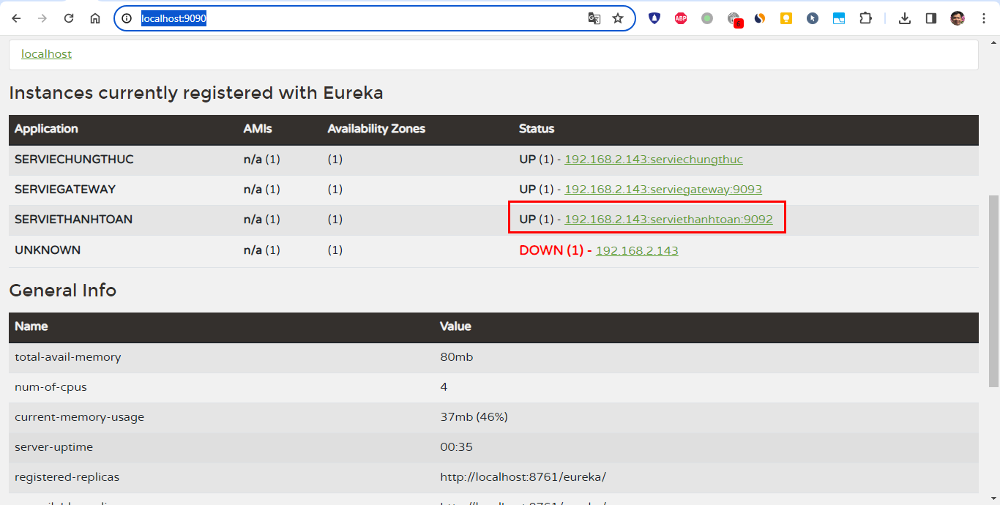 localhost:9090
ABP
6
localhost
Instances currently registered with Eureka
Application AMIs Availability Zones Status
SERVIECHUNGTHUC n/a (1) (1) UP (1) - 192.168.2.143:serviechungthuc
SERVIEGATEWAY n/a (1) (1) UP (1) - 192.168.2.143:serviegateway:9093
SERVIETHANHTOAN n/a (1) (1) UP (1) - 192.168.2.143:serviethanhtoan:9092
UNKNOWN n/a (1) (1) DOWN (1) - 192.168.2.143
General Info
Name Value
total-avail-memory 80mb
num-of-cpus 4
current-memory-usage 37mb (46%)
server-uptime 00:35
registered-replicas http://localhost:8761/eureka/